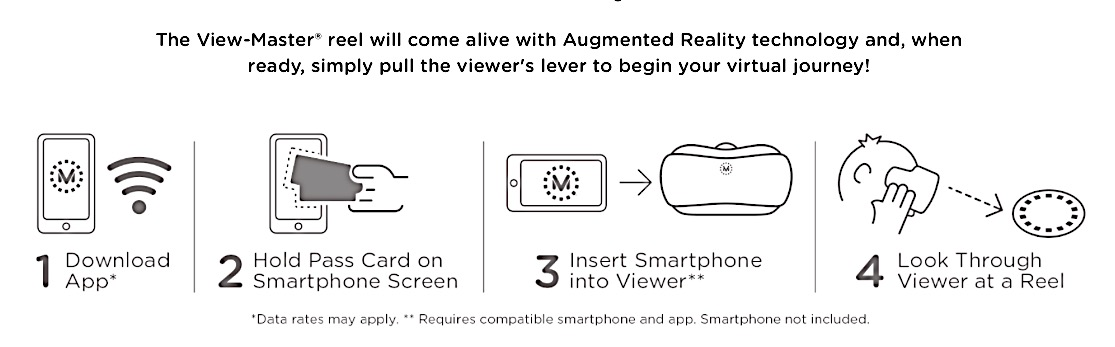 The View-Master® reel will come alive with Augmented Reality technology and, when
ready, simply pull the viewer's lever to begin your virtual journey!
M
M
M
1 Download
App*
2 Hold Pass Card on
Smartphone Screen
3 Insert Smartphone
into Viewer**
4 Look Through
Viewer at a Reel
*Data rates may apply. ** Requires compatible smartphone and app. Smartphone not included.